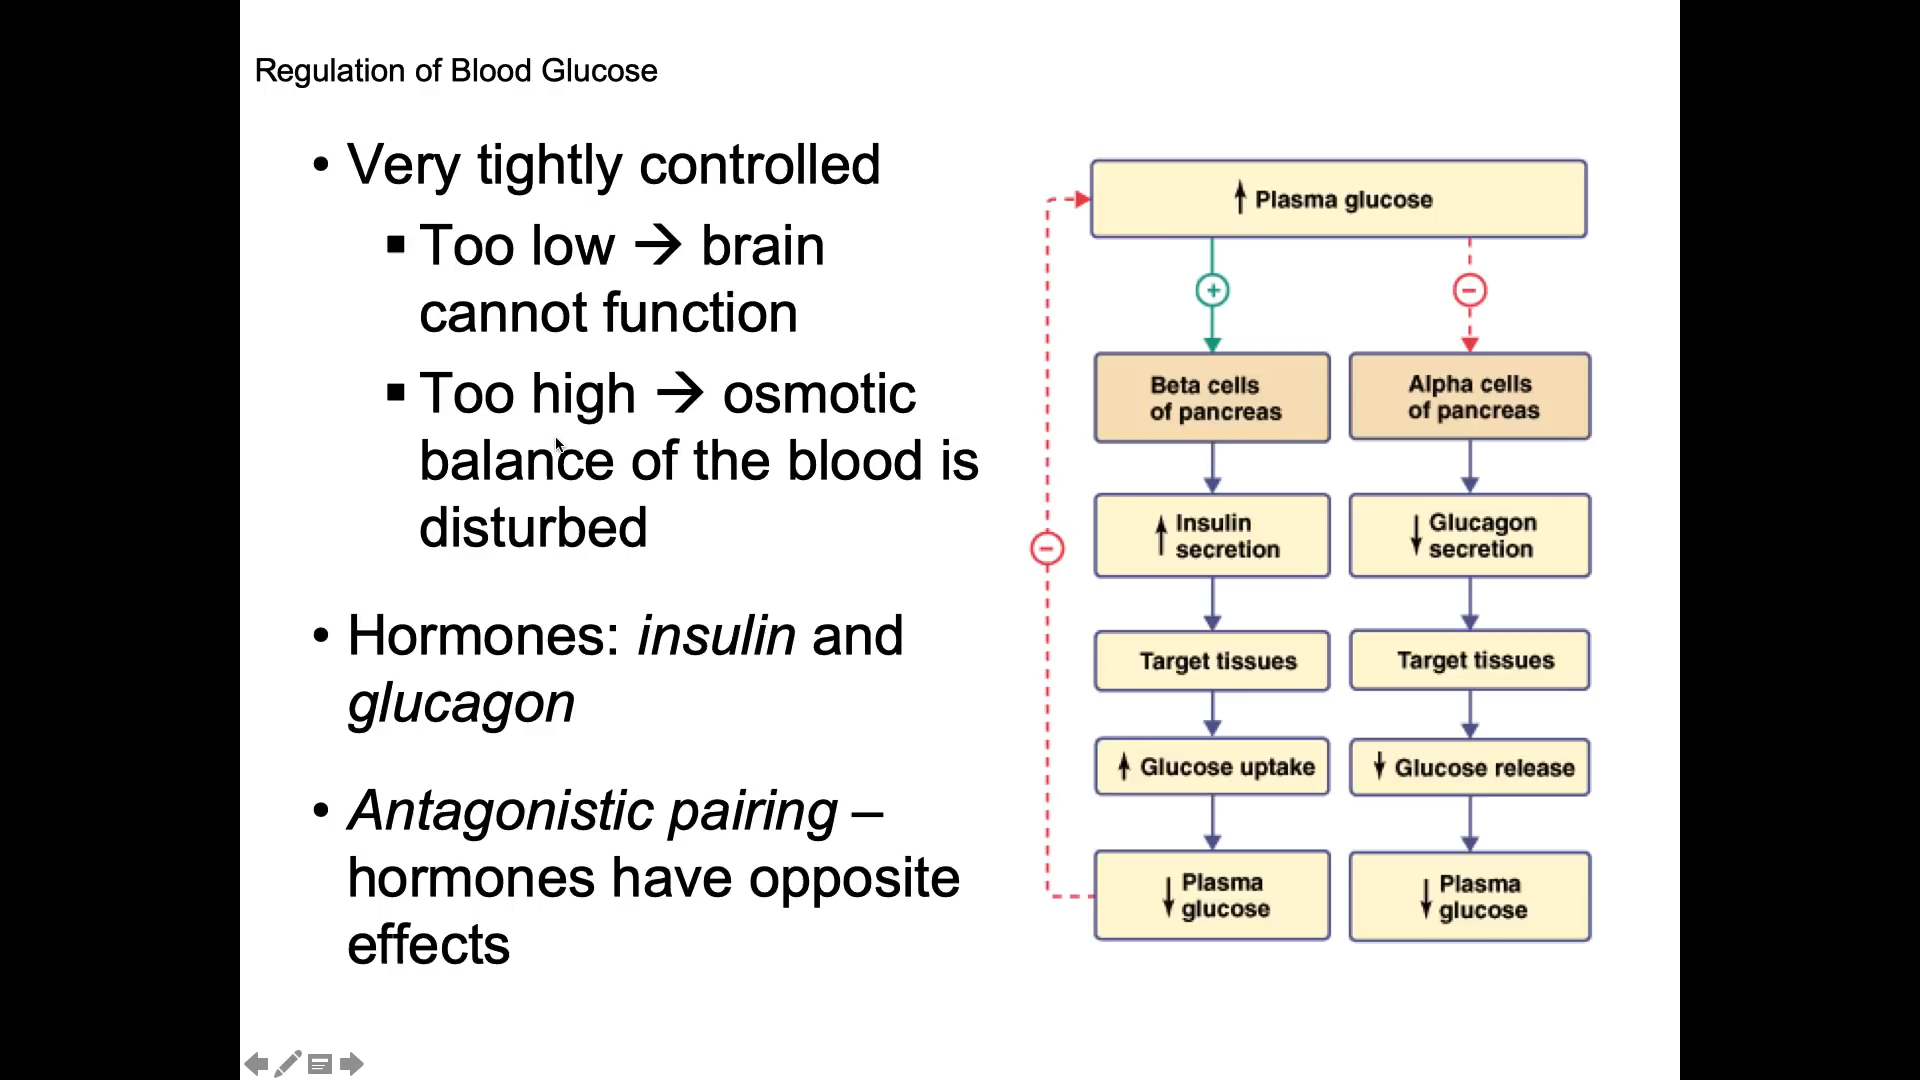 Regulation of Blood Glucose
• Very tightly controlled
▪ Too low → brain
cannot function
▪ Too high → osmotic
balance of the blood is
disturbed
• Hormones: insulin and
glucagon
• Antagonistic pairing –
hormones have opposite
effects
↑ Plasma glucose
+
−
Beta cells
of pancreas
Alpha cells
of pancreas
↑ Insulin
secretion
↓ Glucagon
secretion
−
Target tissues
Target tissues
↑ Glucose uptake
↓ Glucose release
↓ Plasma
glucose
↓ Plasma
glucose